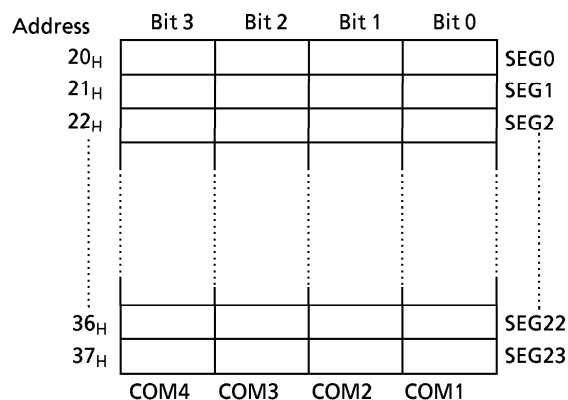 Address Bit 3 Bit 2 Bit 1 Bit 0
20H SEG0
21H SEG1
22H SEG2
36H SEG22
37H SEG23
COM4 COM3 COM2 COM1